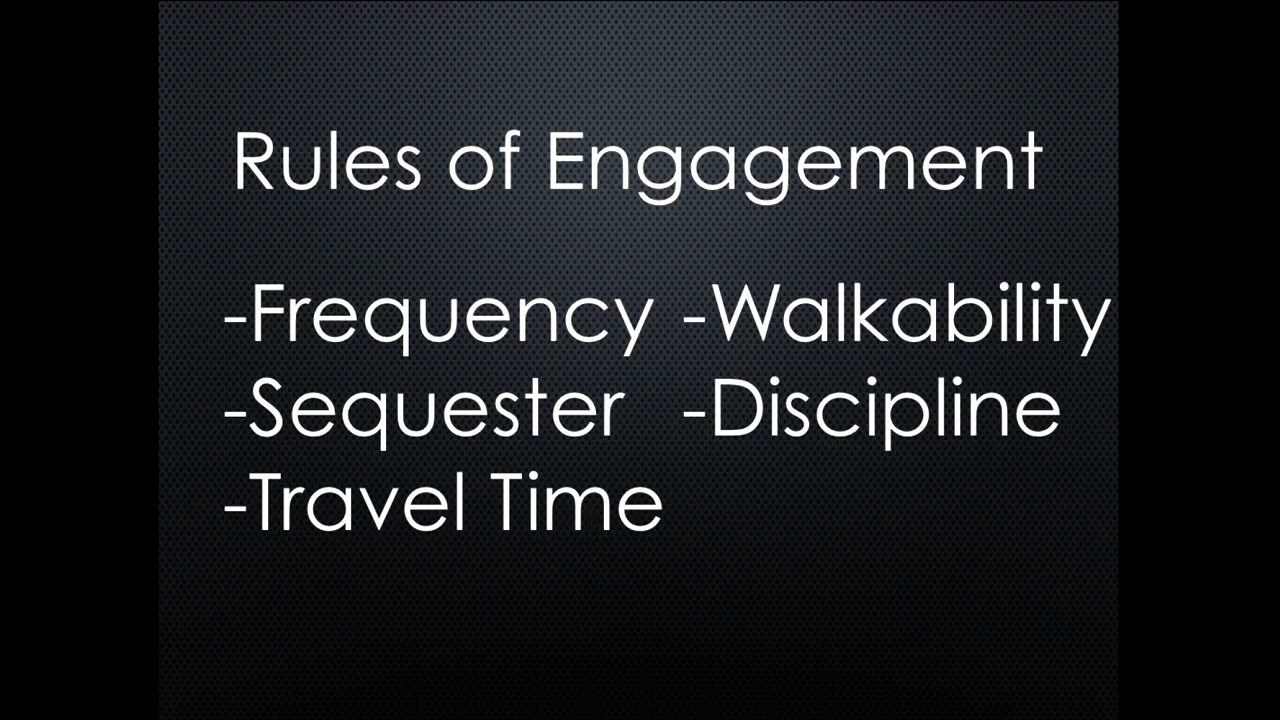 Rules of Engagement
-Frequency -Walkability
-Sequester -Discipline
-Travel Time